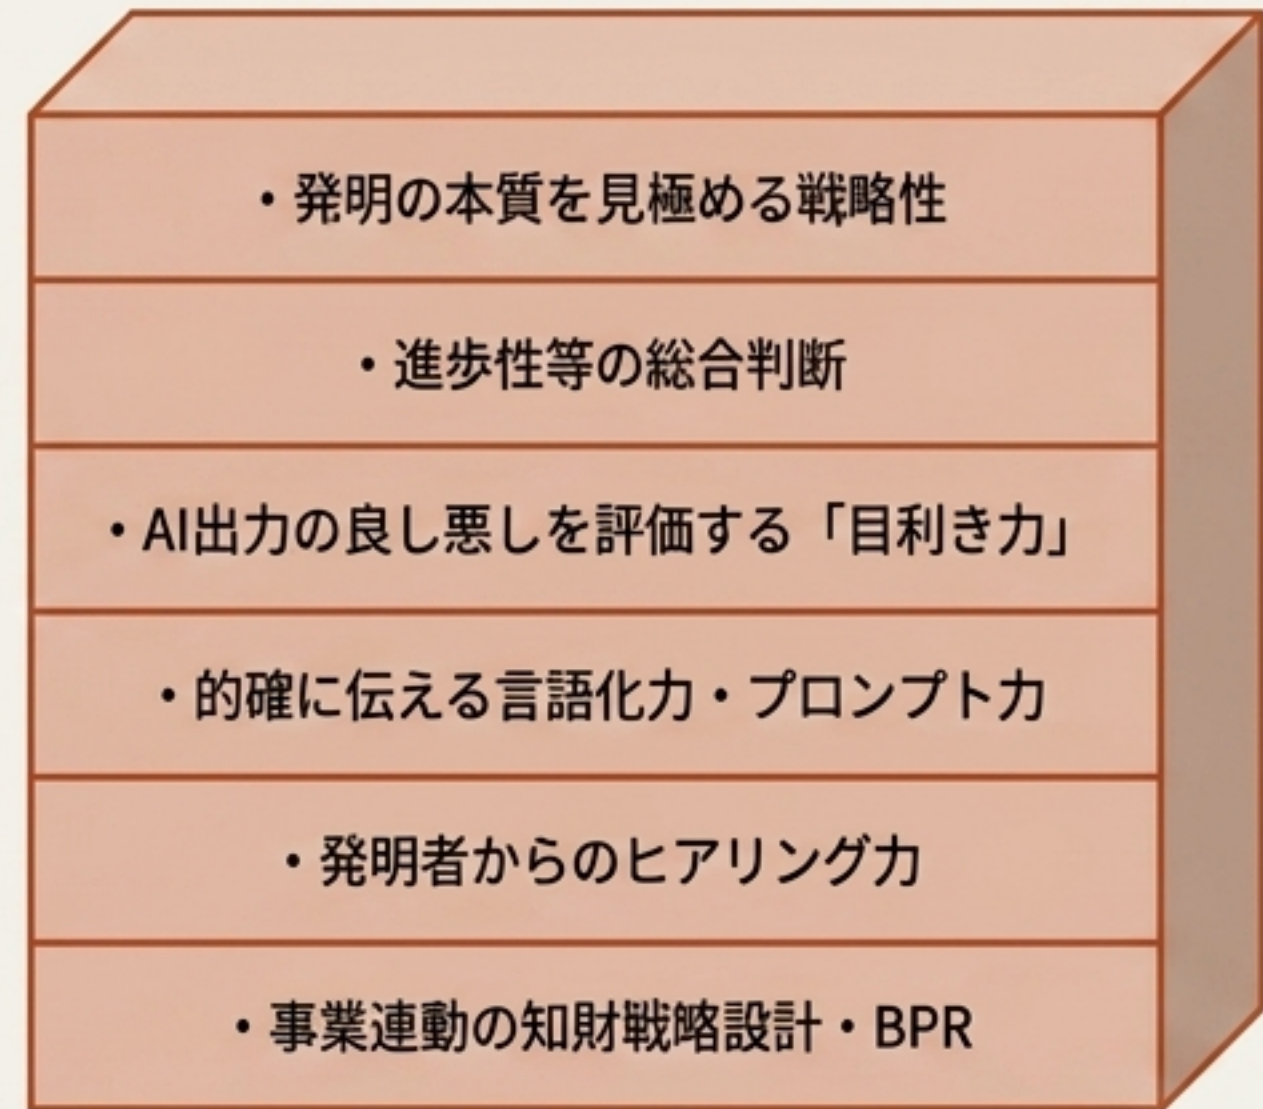 ・発明の本質を見極める戦略性
・進歩性等の総合判断
・AI出力の良し悪しを評価する「目利き力」
・的確に伝える言語化力・プロンプト力
・発明者からのヒアリング力
・事業連動の知財戦略設計・BPR